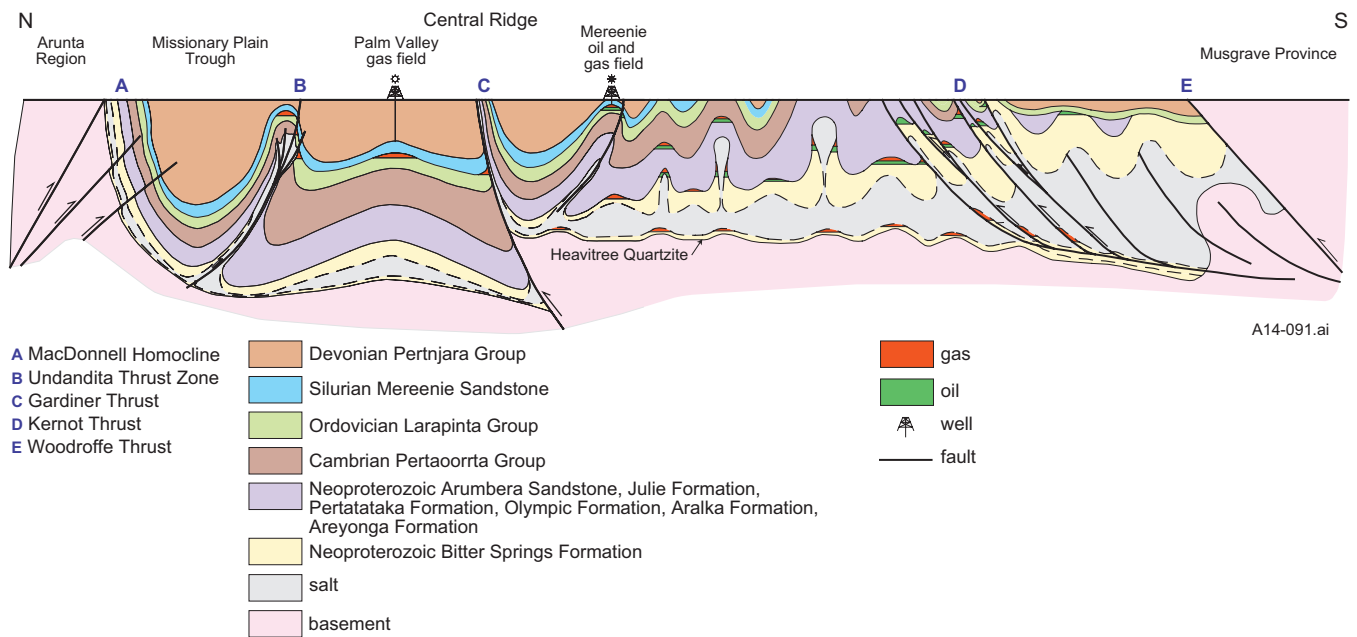 N
Central Ridge
S
Arunta
Region
Missionary Plain
Trough
Palm Valley
gas field
Mereenie
oil and
gas field
Musgrave Province
A
B
C
D
E
Heavitree Quartzite
A14-091.ai
A MacDonnell Homocline
B Undandita Thrust Zone
C Gardiner Thrust
D Kernot Thrust
E Woodroffe Thrust
Devonian Pertnjara Group
Silurian Mereenie Sandstone
Ordovician Larapinta Group
Cambrian Pertaoorrta Group
Neoproterozoic Arumbera Sandstone, Julie Formation,
Pertatataka Formation, Olympic Formation, Aralka Formation,
Areyonga Formation
Neoproterozoic Bitter Springs Formation
salt
basement
gas
oil
well
fault